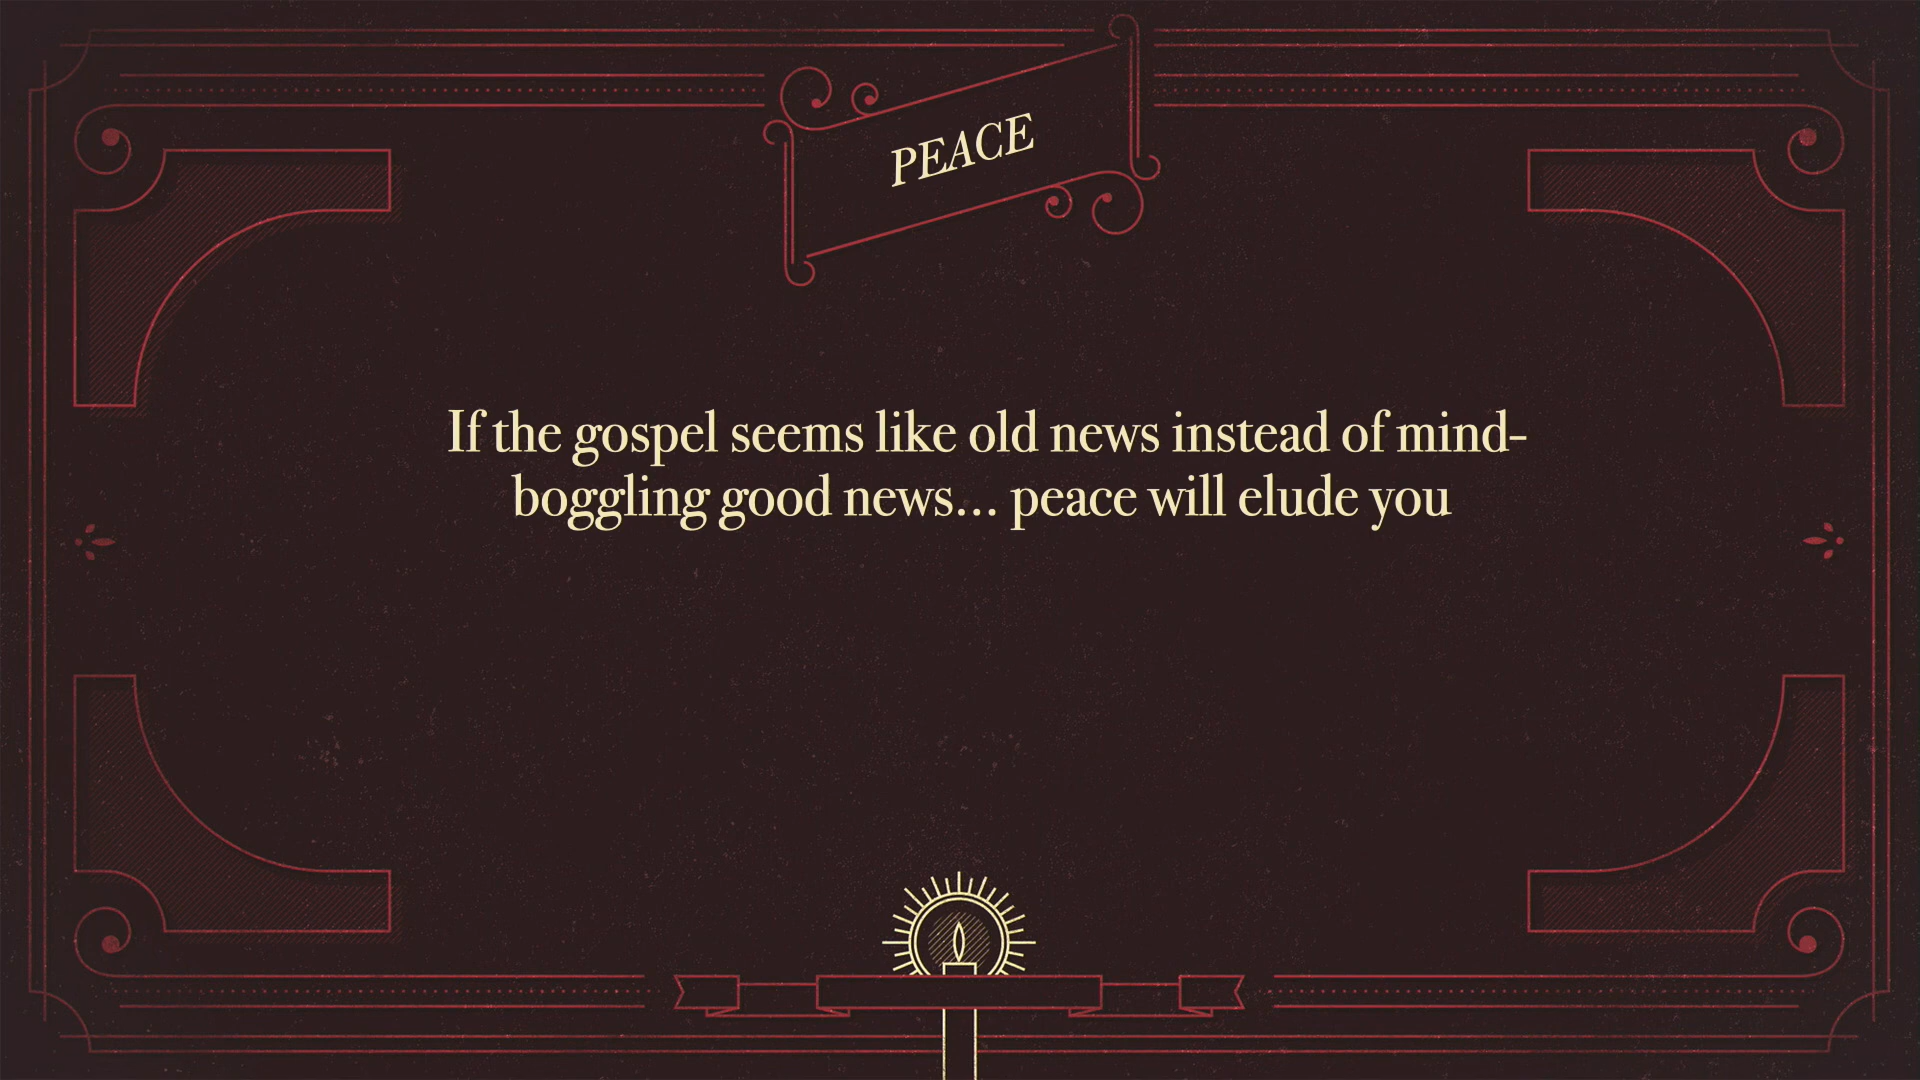 PEACE
If the gospel seems like old news instead of mind-
boggling good news... peace will elude you